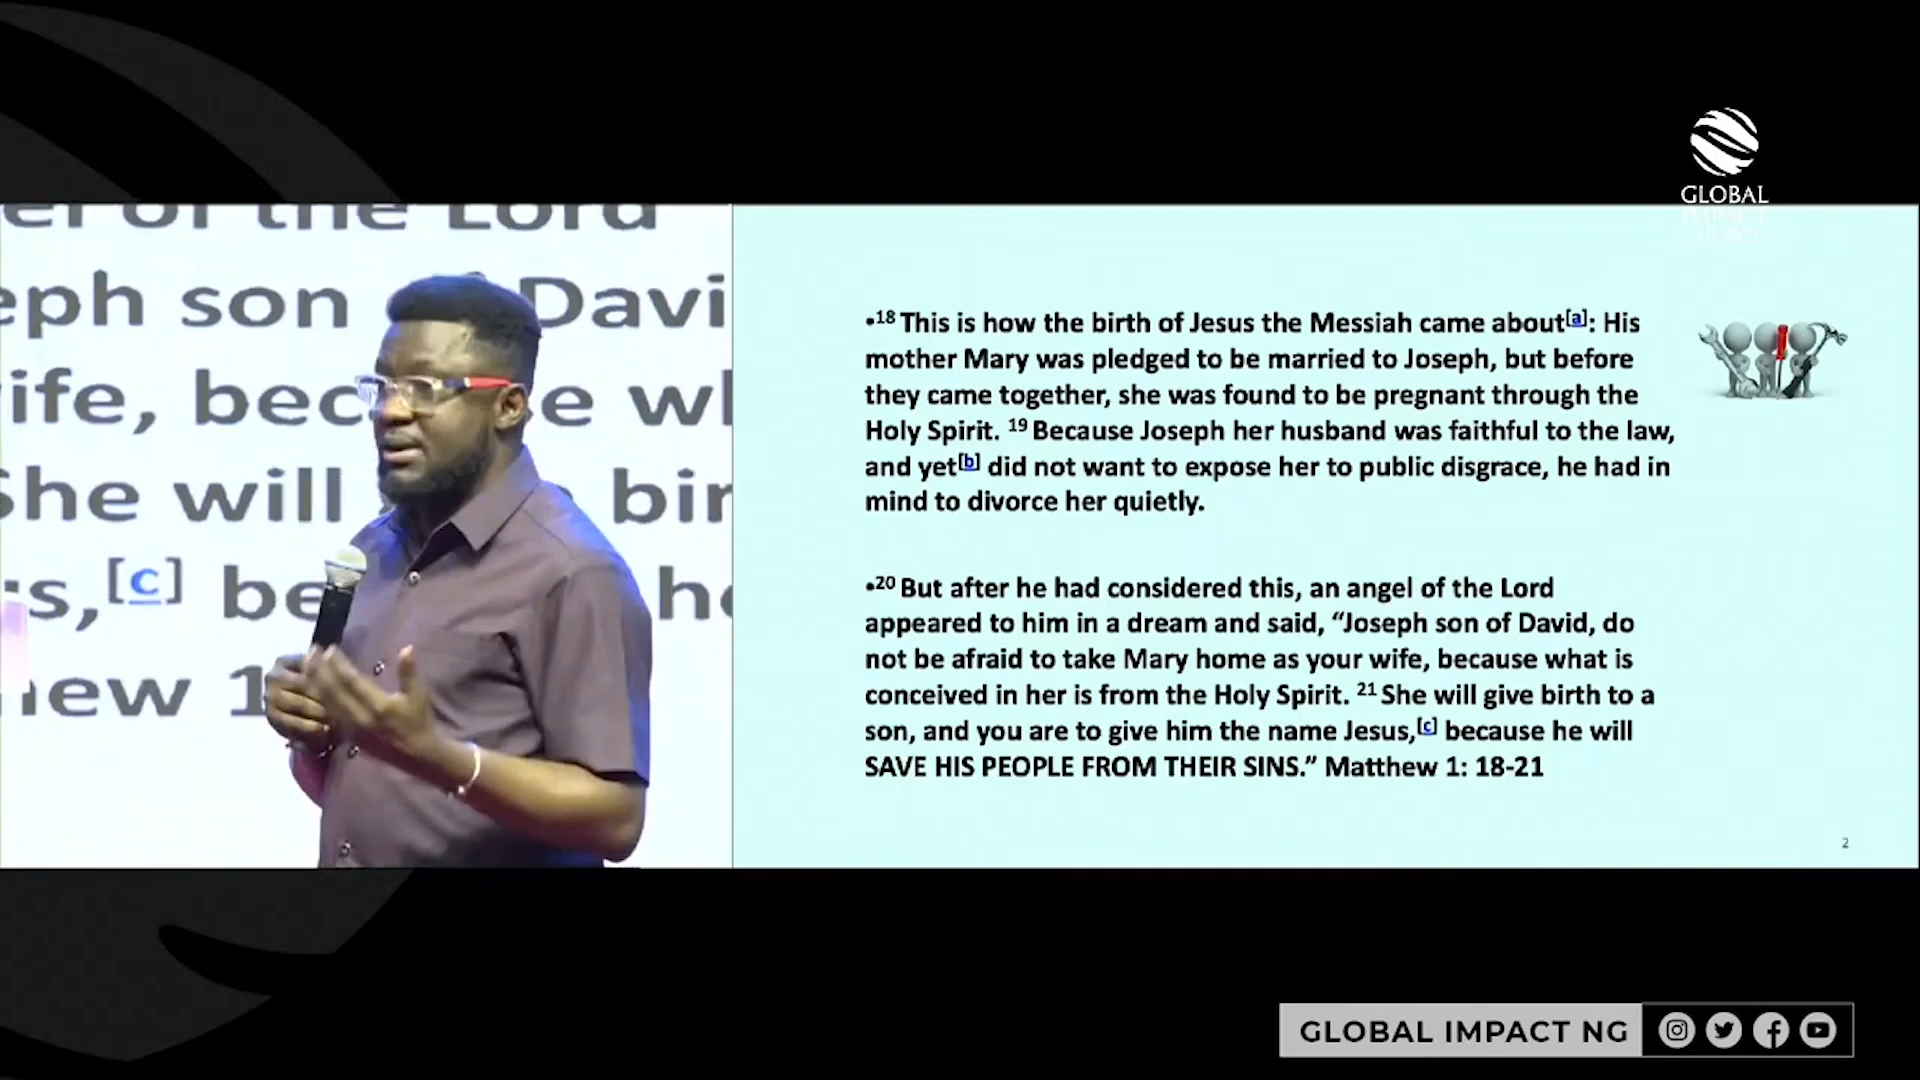 GLOBAL
el of the Lord
eph son Davi
ife, bec e wh
She will bir
s,[c] be he
hew 1
•18 This is how the birth of Jesus the Messiah came about[a]: His
mother Mary was pledged to be married to Joseph, but before
they came together, she was found to be pregnant through the
Holy Spirit. 19 Because Joseph her husband was faithful to the law,
and yet[b] did not want to expose her to public disgrace, he had in
mind to divorce her quietly.
•20 But after he had considered this, an angel of the Lord
appeared to him in a dream and said, “Joseph son of David, do
not be afraid to take Mary home as your wife, because what is
conceived in her is from the Holy Spirit. 21 She will give birth to a
son, and you are to give him the name Jesus,[c] because he will
SAVE HIS PEOPLE FROM THEIR SINS.” Matthew 1: 18-21
2
GLOBAL IMPACT NG